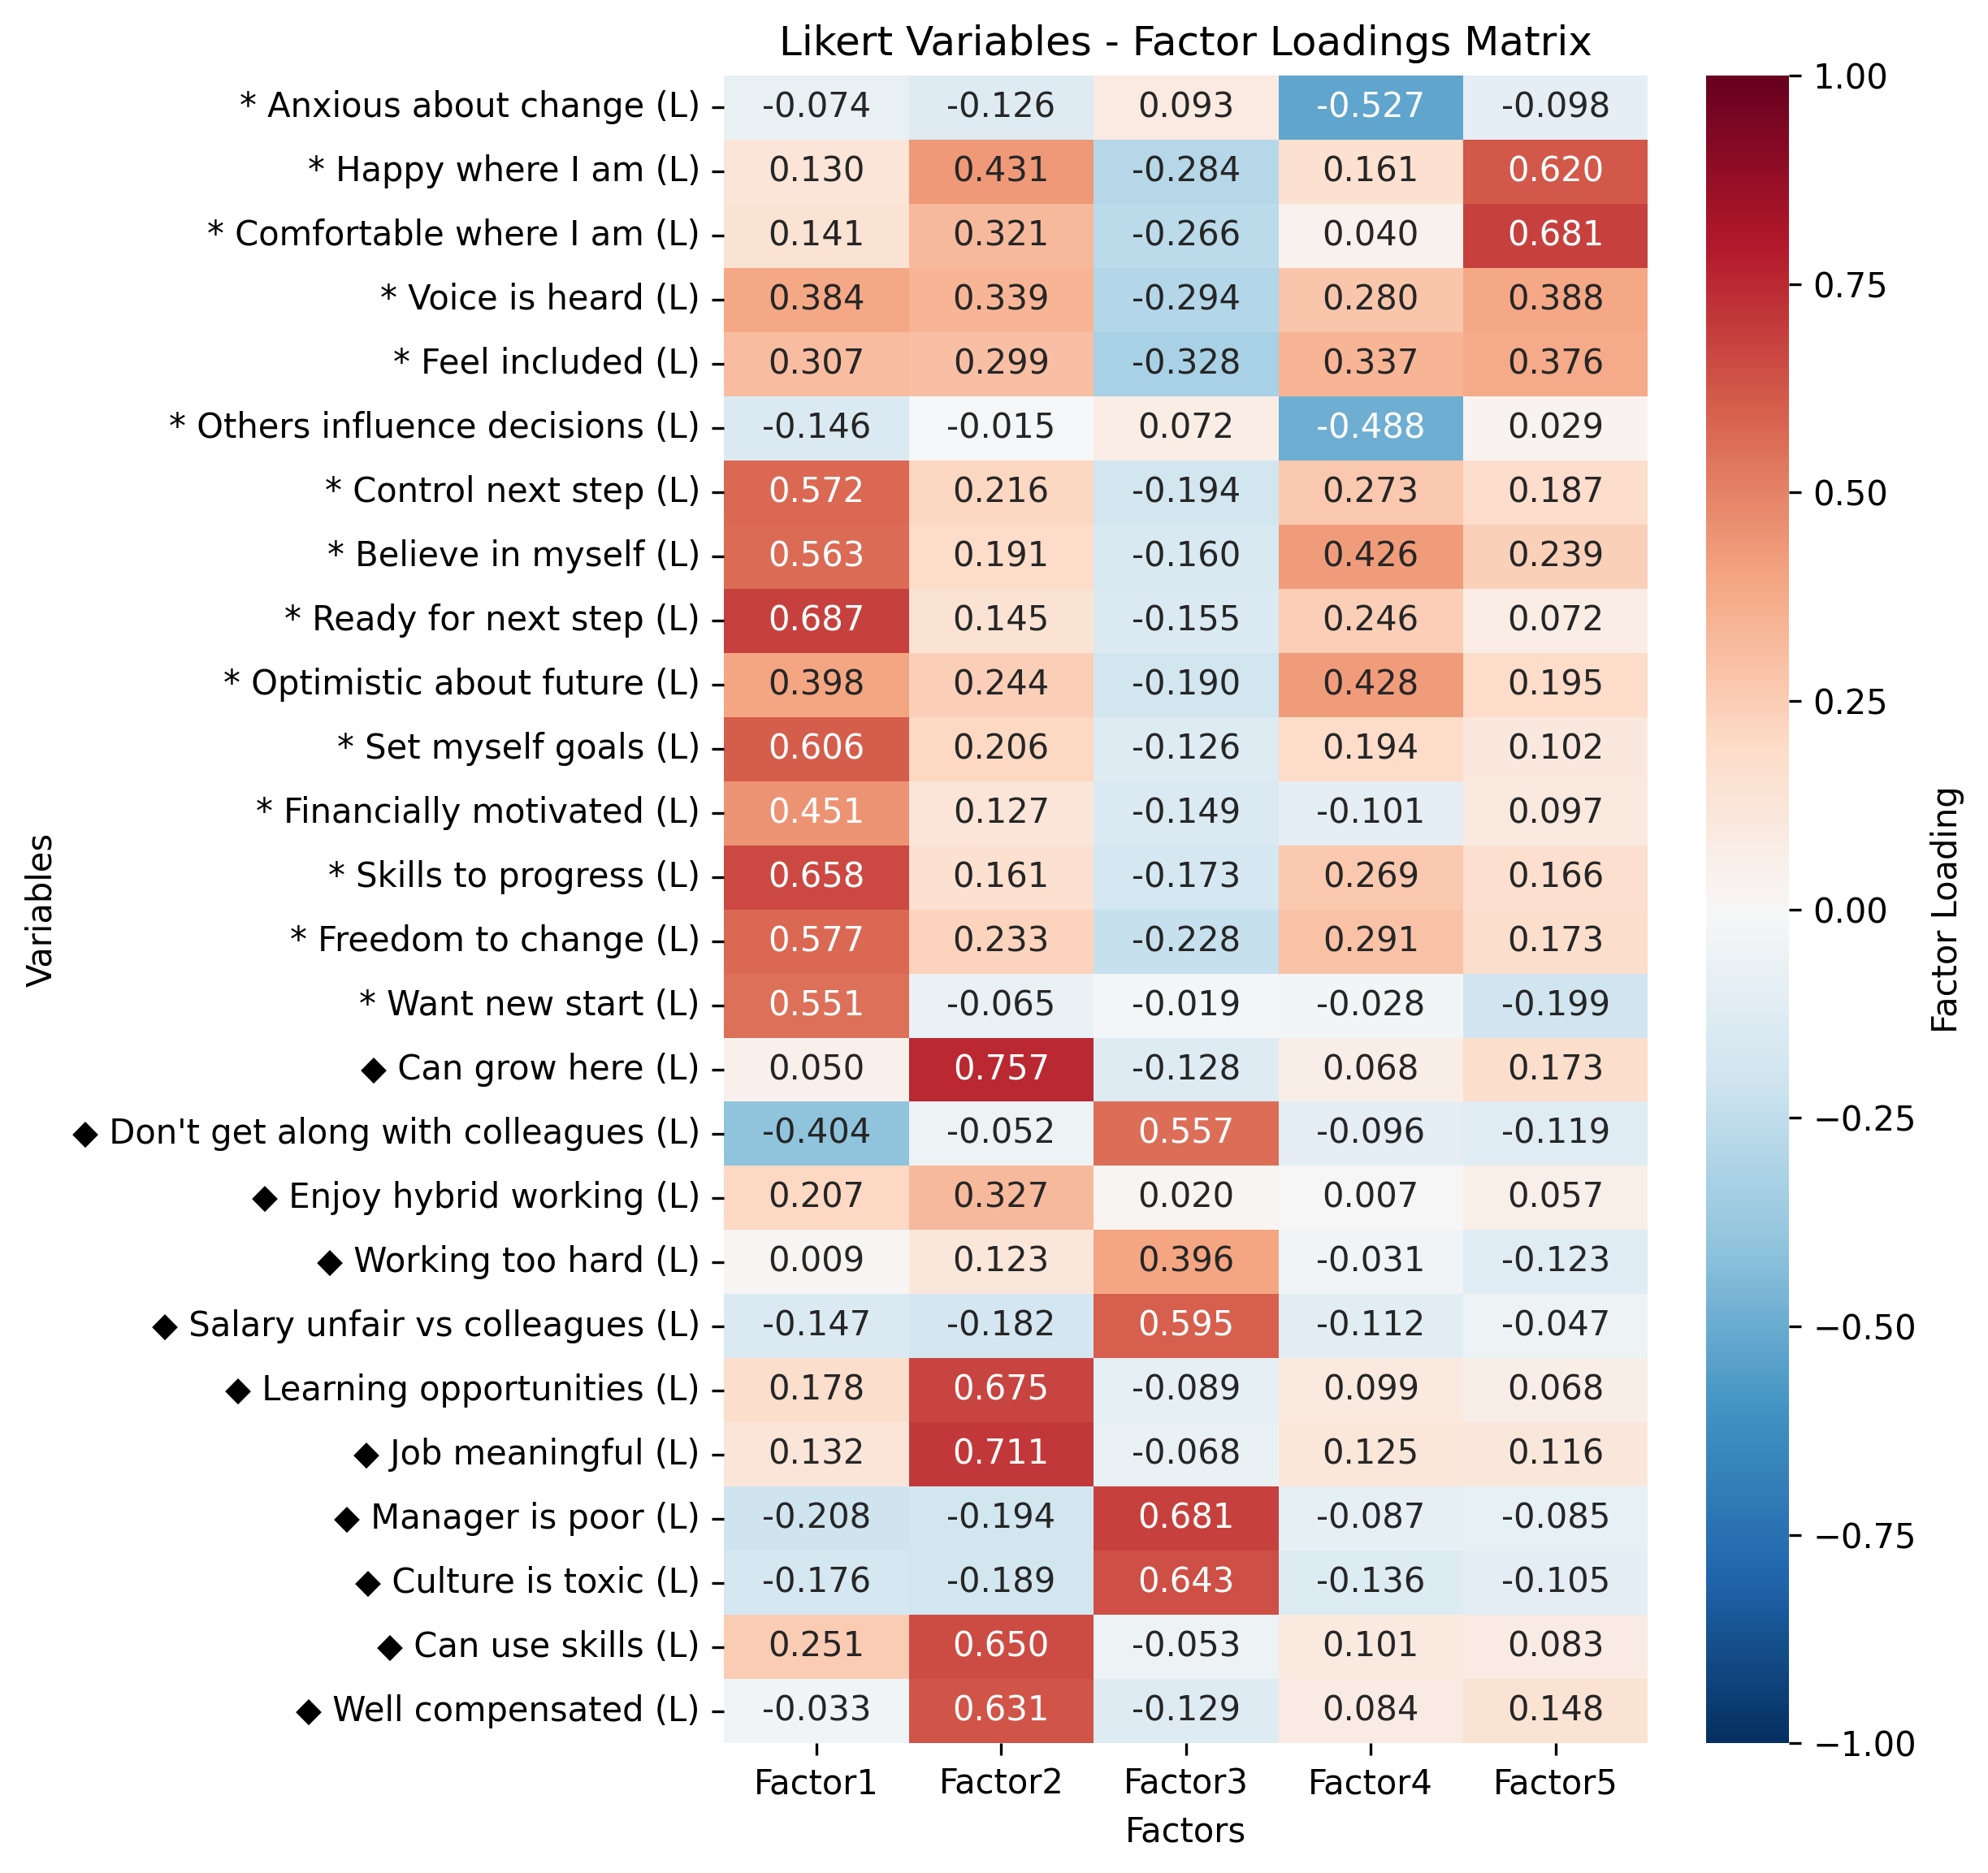 Likert Variables - Factor Loadings Matrix
* Anxious about change (L) -0.074 -0.126 0.093 -0.527 -0.098
* Happy where I am (L) 0.130 0.431 -0.284 0.161 0.620
* Comfortable where I am (L) 0.141 0.321 -0.266 0.040 0.681
* Voice is heard (L) 0.384 0.339 -0.294 0.280 0.388
* Feel included (L) 0.307 0.299 -0.328 0.337 0.376
* Others influence decisions (L) -0.146 -0.015 0.072 -0.488 0.029
* Control next step (L) 0.572 0.216 -0.194 0.273 0.187
* Believe in myself (L) 0.563 0.191 -0.160 0.426 0.239
* Ready for next step (L) 0.687 0.145 -0.155 0.246 0.072
* Optimistic about future (L) 0.398 0.244 -0.190 0.428 0.195
* Set myself goals (L) 0.606 0.206 -0.126 0.194 0.102
* Financially motivated (L) 0.451 0.127 -0.149 -0.101 0.097
* Skills to progress (L) 0.658 0.161 -0.173 0.269 0.166
* Freedom to change (L) 0.577 0.233 -0.228 0.291 0.173
* Want new start (L) 0.551 -0.065 -0.019 -0.028 -0.199
◆ Can grow here (L) 0.050 0.757 -0.128 0.068 0.173
◆ Don't get along with colleagues (L) -0.404 -0.052 0.557 -0.096 -0.119
◆ Enjoy hybrid working (L) 0.207 0.327 0.020 0.007 0.057
◆ Working too hard (L) 0.009 0.123 0.396 -0.031 -0.123
◆ Salary unfair vs colleagues (L) -0.147 -0.182 0.595 -0.112 -0.047
◆ Learning opportunities (L) 0.178 0.675 -0.089 0.099 0.068
◆ Job meaningful (L) 0.132 0.711 -0.068 0.125 0.116
◆ Manager is poor (L) -0.208 -0.194 0.681 -0.087 -0.085
◆ Culture is toxic (L) -0.176 -0.189 0.643 -0.136 -0.105
◆ Can use skills (L) 0.251 0.650 -0.053 0.101 0.083
◆ Well compensated (L) -0.033 0.631 -0.129 0.084 0.148
Factor1 Factor2 Factor3 Factor4 Factor5
Factors
Variables
1.00
0.75
0.50
0.25
0.00
−0.25
−0.50
−0.75
−1.00
Factor Loading